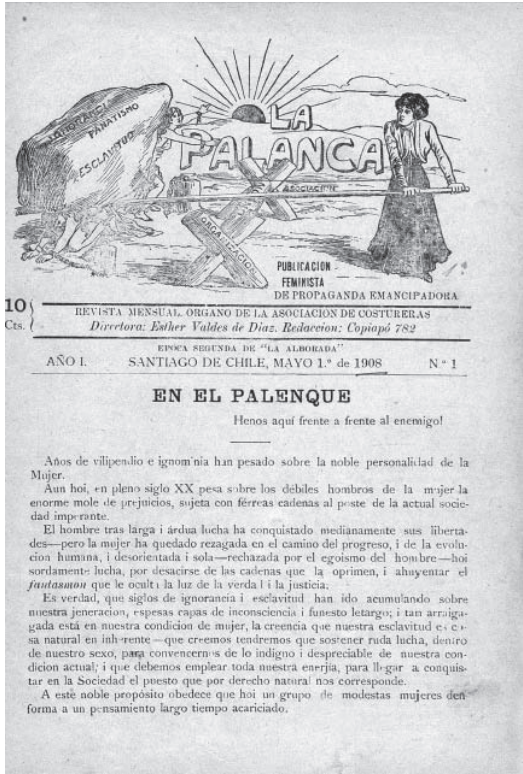 IGNORANCI
FANATISMO
ESCLAVITUD
LA
PALANCA
ASOCIACION
ORGANIZACION
PUBLICACION
FEMINISTA
DE PROPAGANDA EMANCIPADORA
10
Cts.
REVISTA MENSUAL. ORGANO DE LA ASOCIACION DE COSTURERAS
Directora: Esther Valdes de Diaz. Redaccion: Copiapó 782
EPOCA SEGUNDA DE "LA ALBORADA"
AÑO I. SANTIAGO DE CHILE, MAYO 1.º de 1908 N.º 1
EN EL PALENQUE
Henos aquí frente a frente al enemigo!
Años de vilipendio e ignominia han pesado sobre la noble personalidad de la
Mujer.
Aun hoi, en pleno siglo XX pesa sobre los débiles hombros de la mujer la
enorme mole de prejuicios, sujeta con férreas cadenas al poste de la actual socie-
dad imperante.
El hombre tras larga i árdua lucha ha conquistado medianamente sus liberta-
des—pero la mujer ha quedado rezagada en el camino del progreso, i de la evolu-
cion humana, i desorientada i sola—rechazada por el egoismo del hombre—hoi
sordamente lucha, por desacirse de las cadenas que la oprimen, i ahuyentar el
fantasmon que le oculta la luz de la verdad i la justicia.
Es verdad, que siglos de ignorancia i esclavitud han ido acumulando sobre
nuestra jeneracion, espesas capas de inconsciencia i funesto letargo; i tan arraiga-
gada está en nuestra condicion de mujer, la creencia que nuestra esclavitud es co-
sa natural en inherente—que creemos tendremos que sostener ruda lucha, dentro
de nuestro sexo, para convencernos de lo indigno i despreciable de nuestra con-
dicion actual; i que debemos emplear toda nuestra enerjía, para llegar a conquis-
tar en la Sociedad el puesto que por derecho natural nos corresponde.
A este noble propósito obedece que hoi un grupo de modestas mujeres den
forma a un pensamiento largo tiempo acariciado.